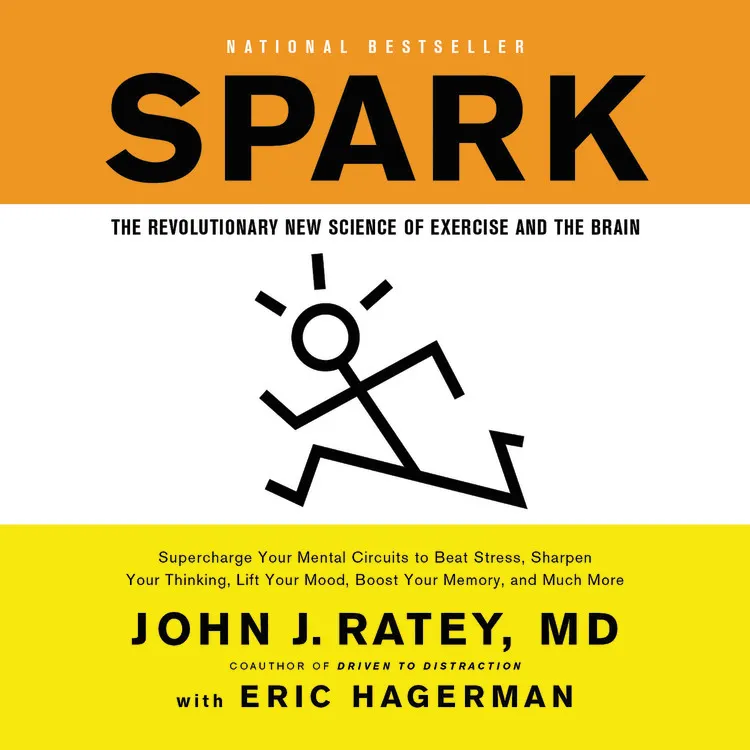 NATIONAL BESTSELLER
SPARK
THE REVOLUTIONARY NEW SCIENCE OF EXERCISE AND THE BRAIN
Supercharge Your Mental Circuits to Beat Stress, Sharpen
Your Thinking, Lift Your Mood, Boost Your Memory, and Much More
JOHN J. RATEY, MD
COAUTHOR OF DRIVEN TO DISTRACTION
with ERIC HAGERMAN